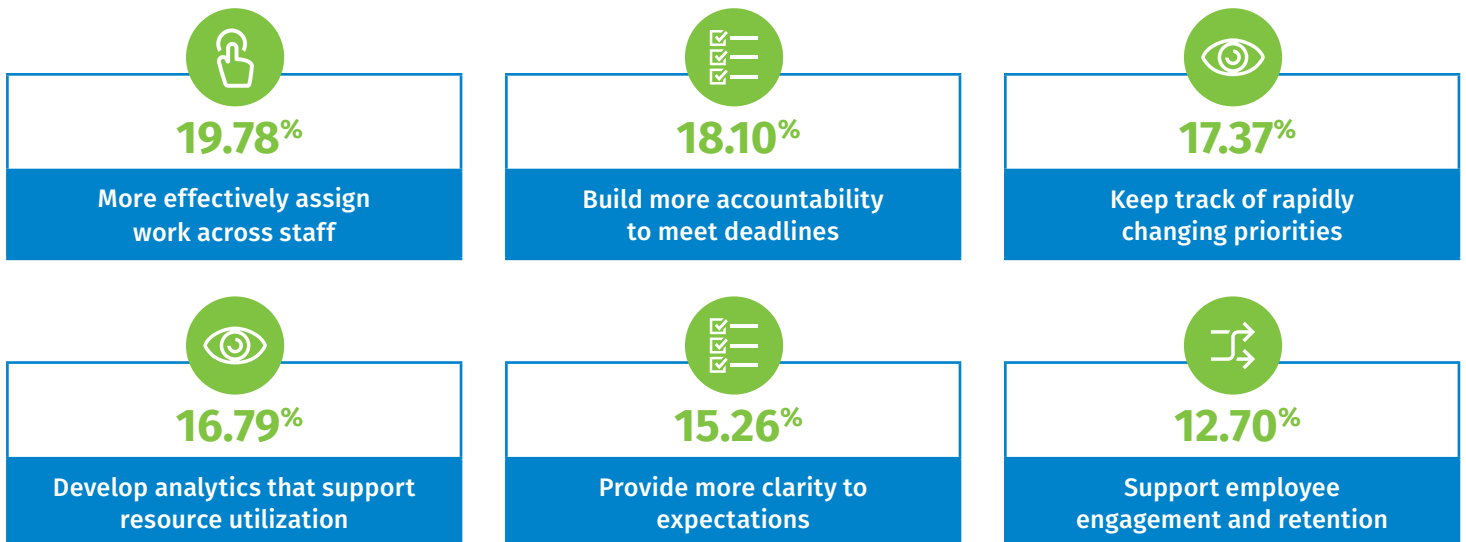 19.78%
More effectively assign
work across staff
18.10%
Build more accountability
to meet deadlines
17.37%
Keep track of rapidly
changing priorities
16.79%
Develop analytics that support
resource utilization
15.26%
Provide more clarity to
expectations
12.70%
Support employee
engagement and retention